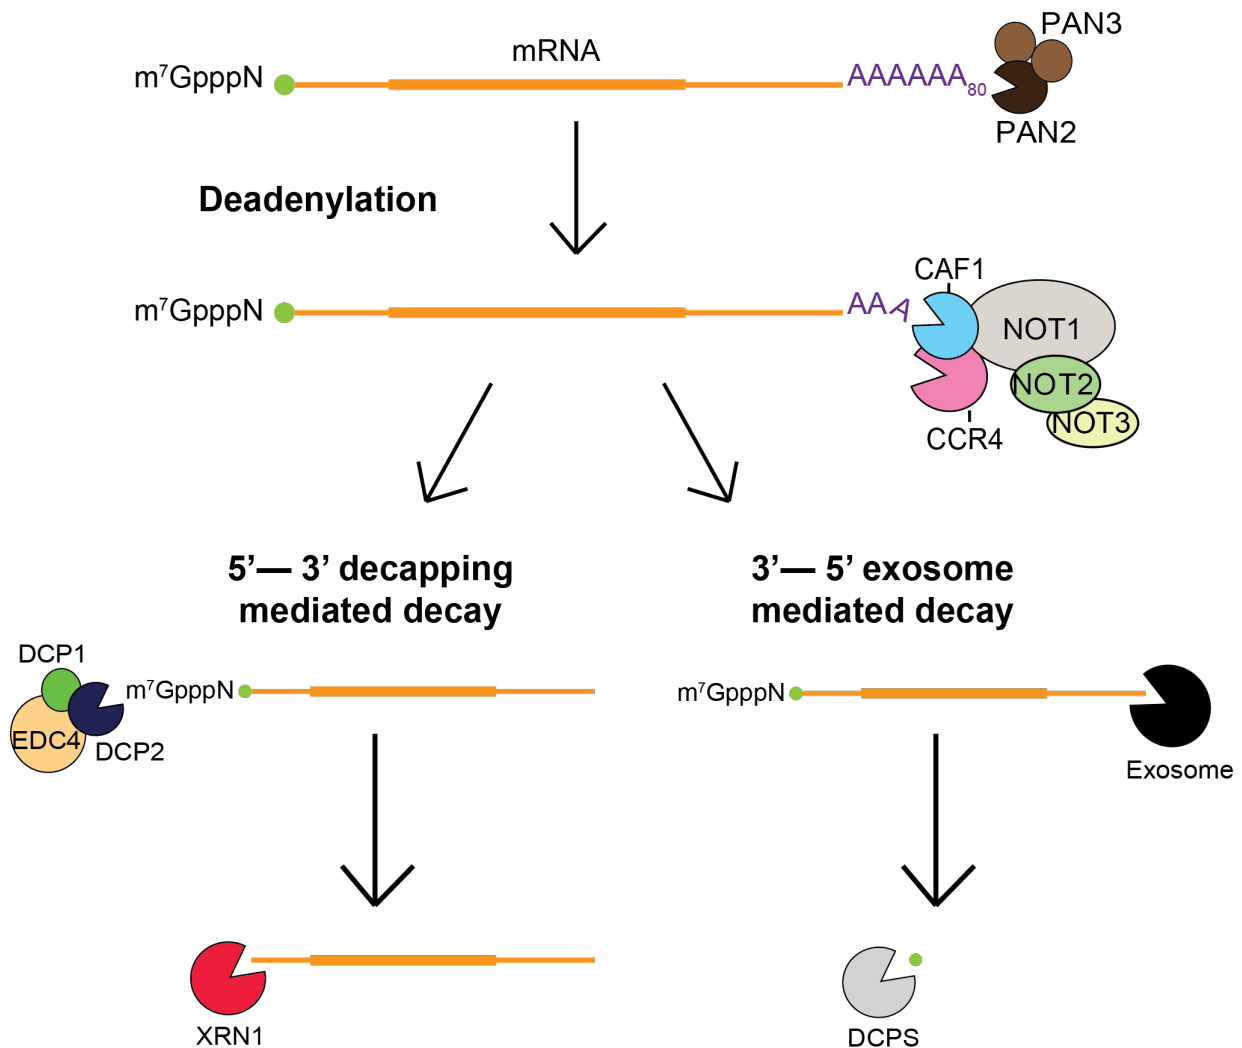 PAN3
mRNA
m⁷GpppN
AAAAAA₈₀
PAN2
Deadenylation
CAF1
m⁷GpppN
AAA
NOT1
NOT2
NOT3
CCR4
5’— 3’ decapping
mediated decay
3’— 5’ exosome
mediated decay
DCP1
m⁷GpppN
EDC4
DCP2
m⁷GpppN
Exosome
XRN1
DCPS